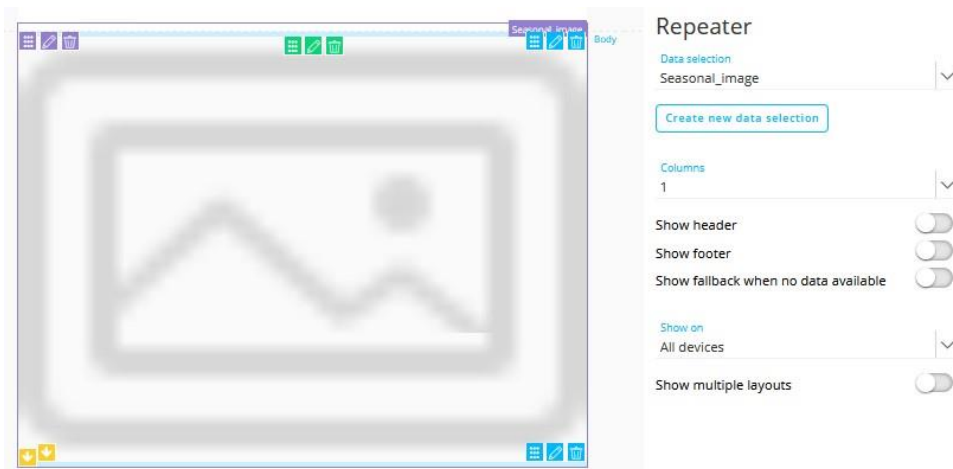 Seasonal_image
Body
Repeater
Data selection
Seasonal_image
Create new data selection
Columns
1
Show header
Show footer
Show fallback when no data available
Show on
All devices
Show multiple layouts